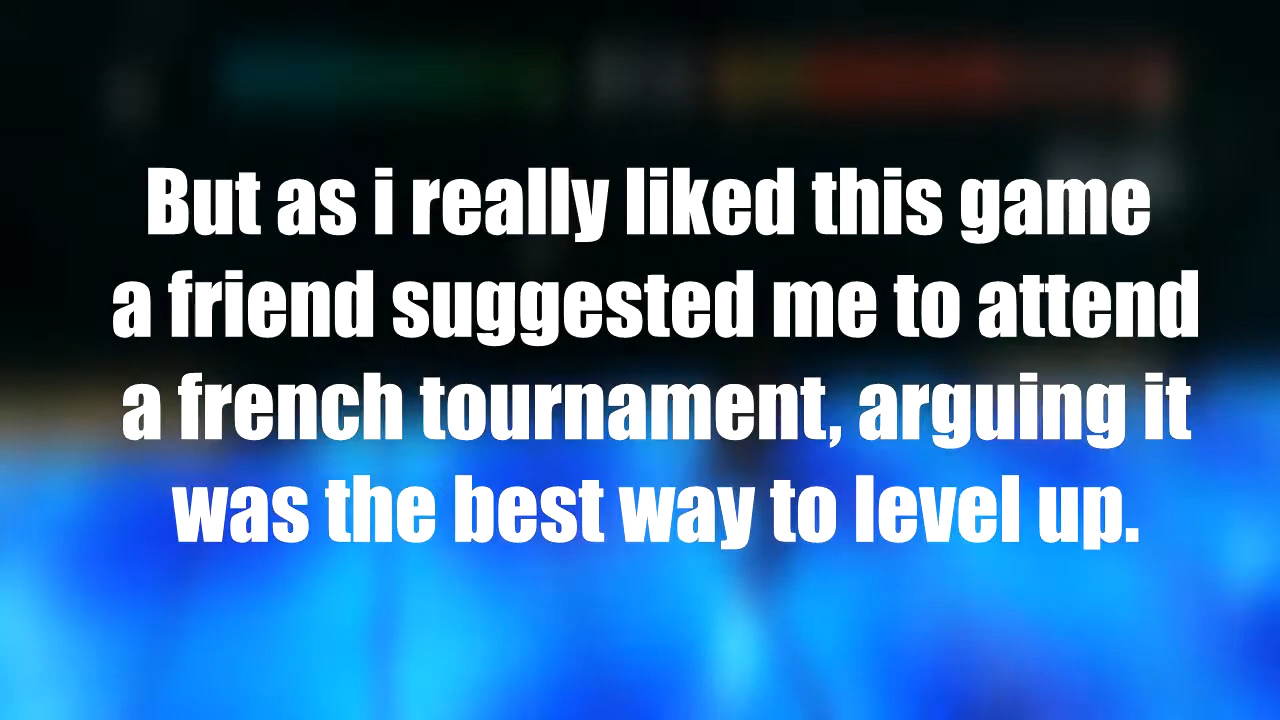 But as i really liked this game
a friend suggested me to attend
a french tournament, arguing it
was the best way to level up.